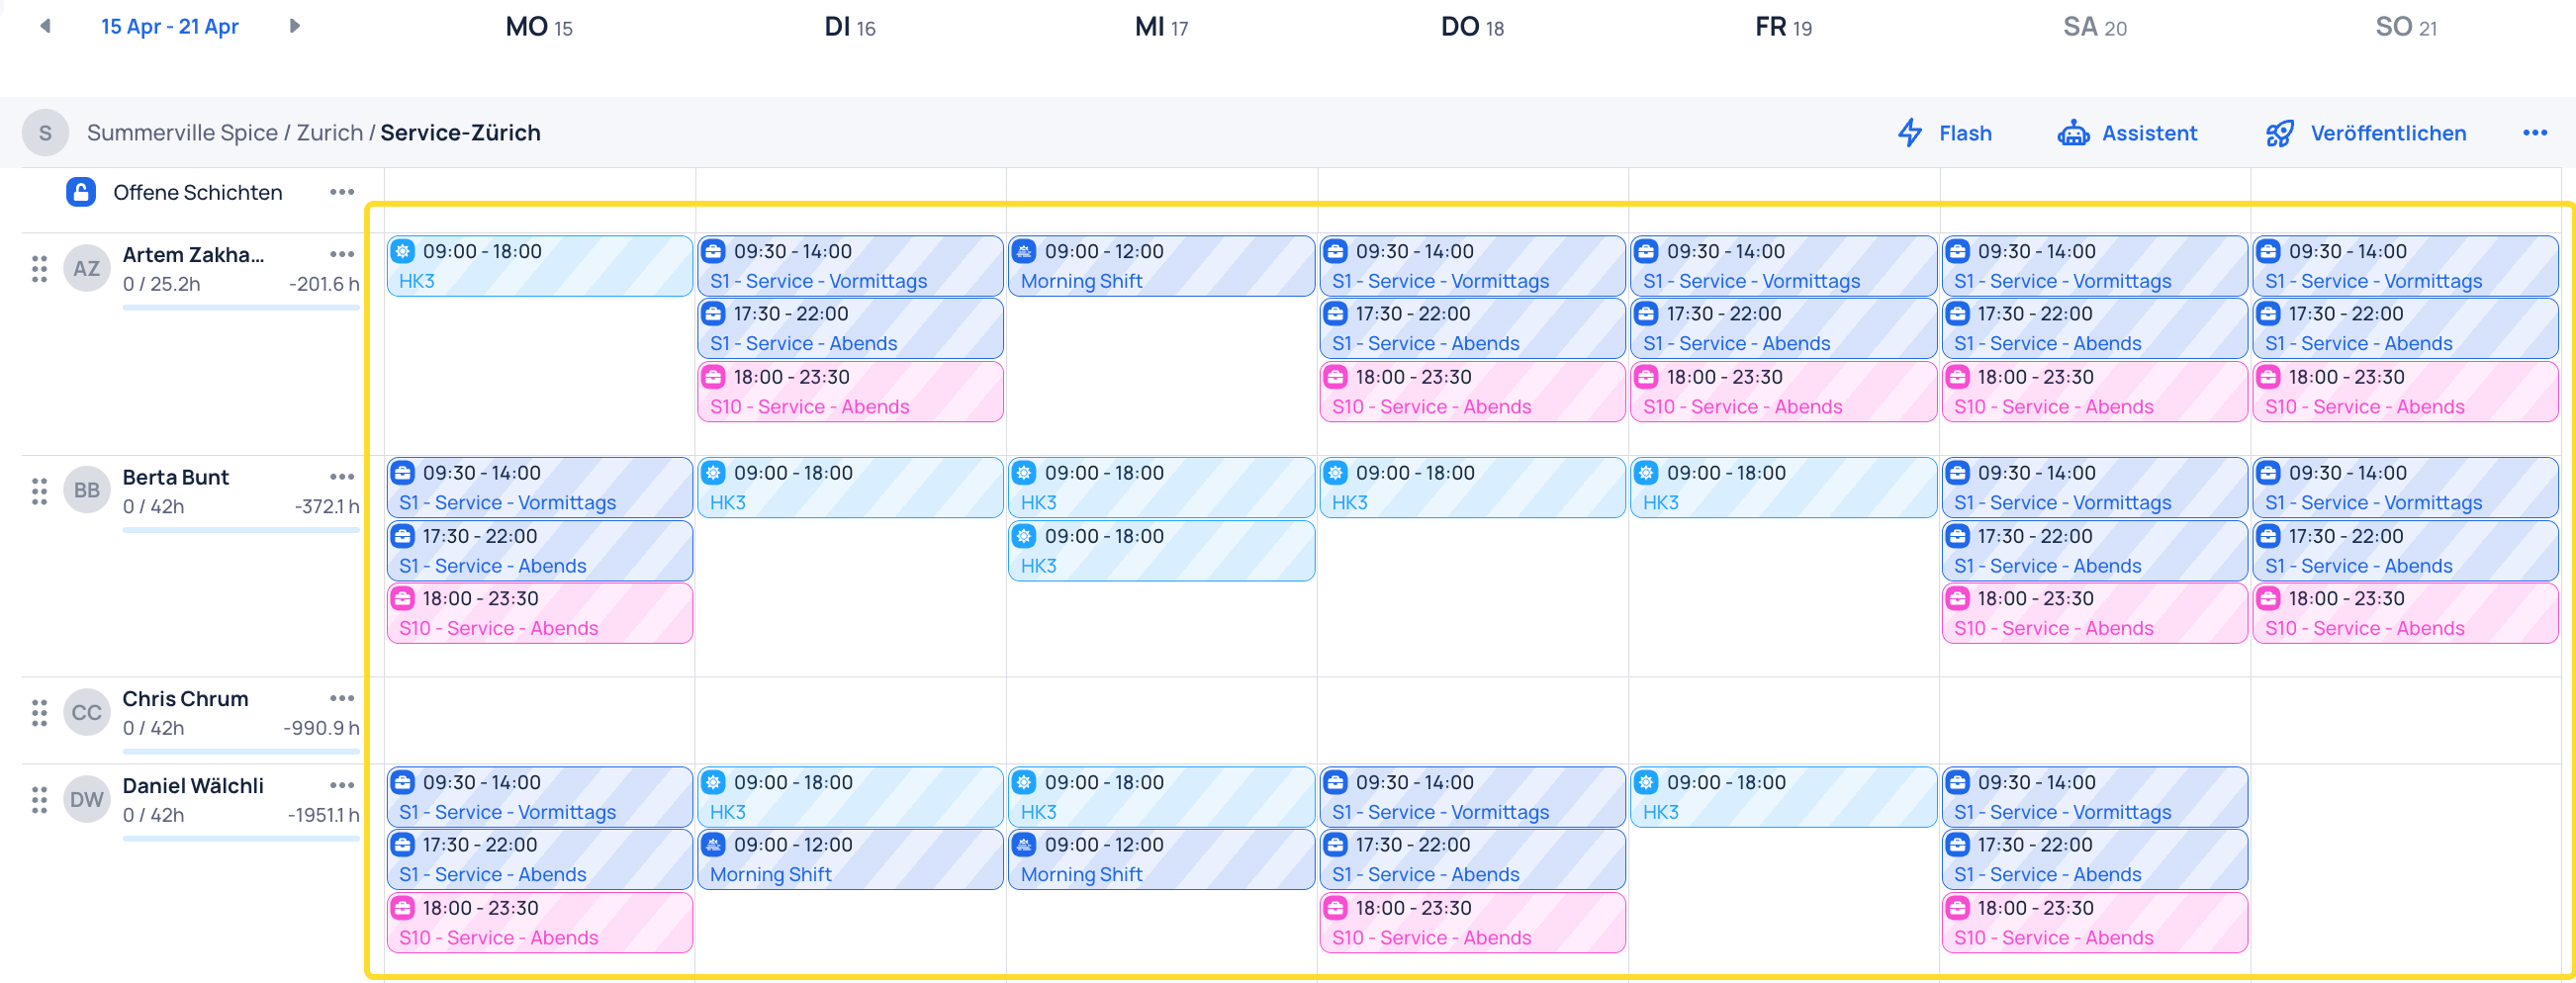 15 Apr - 21 Apr MO 15 DI 16 MI 17 DO 18 FR 19 SA 20 SO 21
S Summerville Spice / Zurich / Service-Zürich Flash Assistent Veröffentlichen
Offene Schichten
AZ Artem Zakha...
0 / 25.2h -201.6 h
09:00 - 18:00
HK3
09:30 - 14:00
S1 - Service - Vormittags
17:30 - 22:00
S1 - Service - Abends
18:00 - 23:30
S10 - Service - Abends
09:00 - 12:00
Morning Shift
09:30 - 14:00
S1 - Service - Vormittags
17:30 - 22:00
S1 - Service - Abends
18:00 - 23:30
S10 - Service - Abends
09:30 - 14:00
S1 - Service - Vormittags
17:30 - 22:00
S1 - Service - Abends
18:00 - 23:30
S10 - Service - Abends
09:30 - 14:00
S1 - Service - Vormittags
17:30 - 22:00
S1 - Service - Abends
18:00 - 23:30
S10 - Service - Abends
09:30 - 14:00
S1 - Service - Vormittags
17:30 - 22:00
S1 - Service - Abends
18:00 - 23:30
S10 - Service - Abends
BB Berta Bunt
0 / 42h -372.1 h
09:30 - 14:00
S1 - Service - Vormittags
17:30 - 22:00
S1 - Service - Abends
18:00 - 23:30
S10 - Service - Abends
09:00 - 18:00
HK3
09:00 - 18:00
HK3
09:00 - 18:00
HK3
09:00 - 18:00
HK3
09:00 - 18:00
HK3
09:30 - 14:00
S1 - Service - Vormittags
17:30 - 22:00
S1 - Service - Abends
18:00 - 23:30
S10 - Service - Abends
09:30 - 14:00
S1 - Service - Vormittags
17:30 - 22:00
S1 - Service - Abends
18:00 - 23:30
S10 - Service - Abends
CC Chris Chrum
0 / 42h -990.9 h
DW Daniel Wälchli
0 / 42h -1951.1 h
09:30 - 14:00
S1 - Service - Vormittags
17:30 - 22:00
S1 - Service - Abends
18:00 - 23:30
S10 - Service - Abends
09:00 - 18:00
HK3
09:00 - 12:00
Morning Shift
09:00 - 18:00
HK3
09:00 - 12:00
Morning Shift
09:30 - 14:00
S1 - Service - Vormittags
17:30 - 22:00
S1 - Service - Abends
18:00 - 23:30
S10 - Service - Abends
09:00 - 18:00
HK3
09:30 - 14:00
S1 - Service - Vormittags
17:30 - 22:00
S1 - Service - Abends
18:00 - 23:30
S10 - Service - Abends